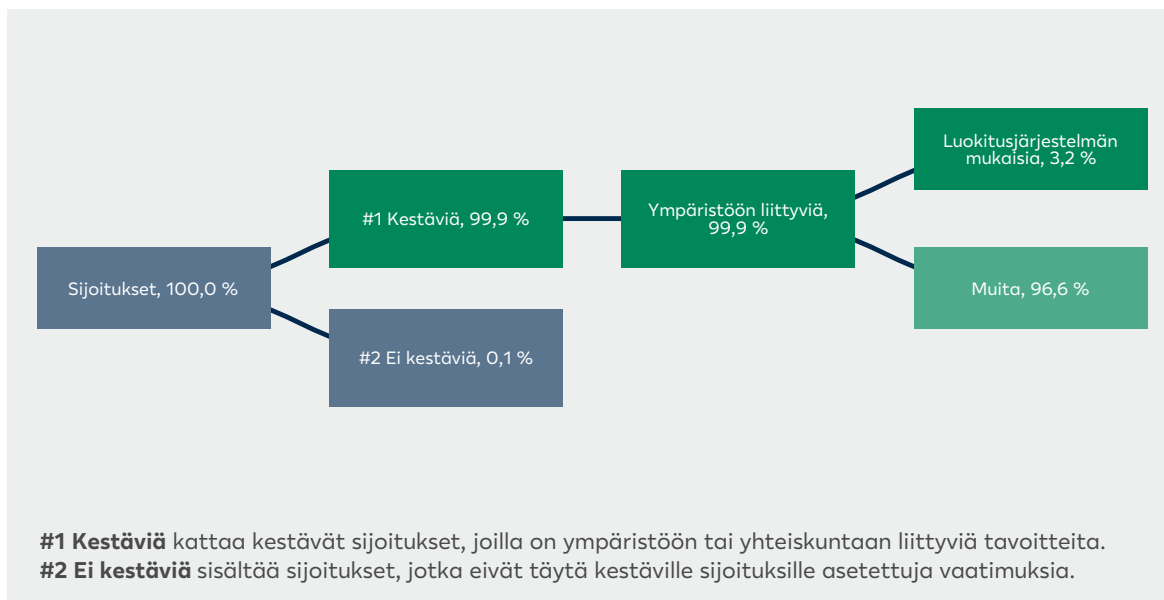 Sijoitukset, 100,0 %
#1 Kestäviä, 99,9 %
#2 Ei kestäviä, 0,1 %
Ympäristöön liittyviä,
99,9 %
Luokitusjärjestelmän
mukaisia, 3,2 %
Muita, 96,6 %
#1 Kestäviä kattaa kestävät sijoitukset, joilla on ympäristöön tai yhteiskuntaan liittyviä tavoitteita.
#2 Ei kestäviä sisältää sijoitukset, jotka eivät täytä kestäville sijoituksille asetettuja vaatimuksia.